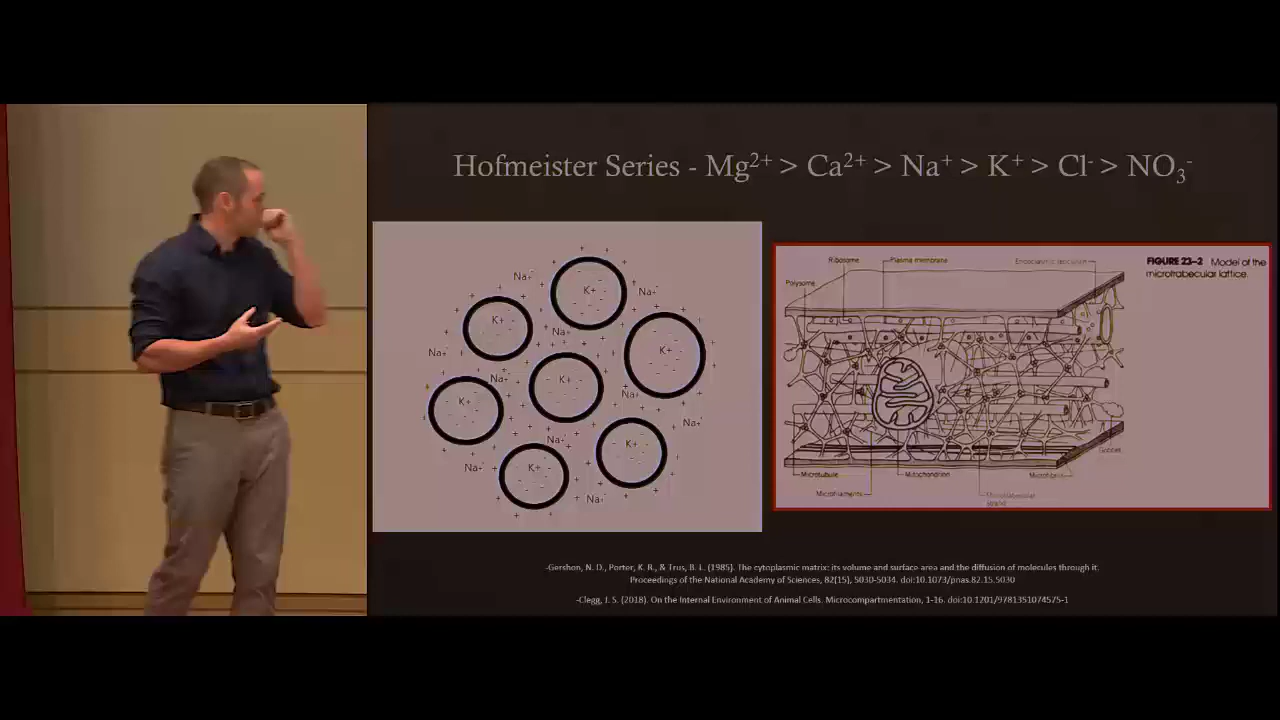 Hofmeister Series - Mg²⁺ > Ca²⁺ > Na⁺ > K⁺ > Cl⁻ > NO₃⁻
Na+
K+
Na+
K+
Na+
Na+
K+
K+
Na+
K+
Na+
K+
Na+
Na+
K+
Na+
K+
Na+
Ribosome
Plasma membrane
FIGURE 23–2 Model of the
microtrabecular lattice.
Polysome
Microtubule
Mitochondrion
Microfilaments
Microtrabecular
strand
-Gershon, N. D., Porter, K. R., & Trus, B. L. (1985). The cytoplasmic matrix: its volume and surface area and the diffusion of molecules through it.
Proceedings of the National Academy of Sciences, 82(15), 5030-5034. doi:10.1073/pnas.82.15.5030
-Clegg, J. S. (2018). On the Internal Environment of Animal Cells. Microcompartmentation, 1-16. doi:10.1201/9781351074575-1